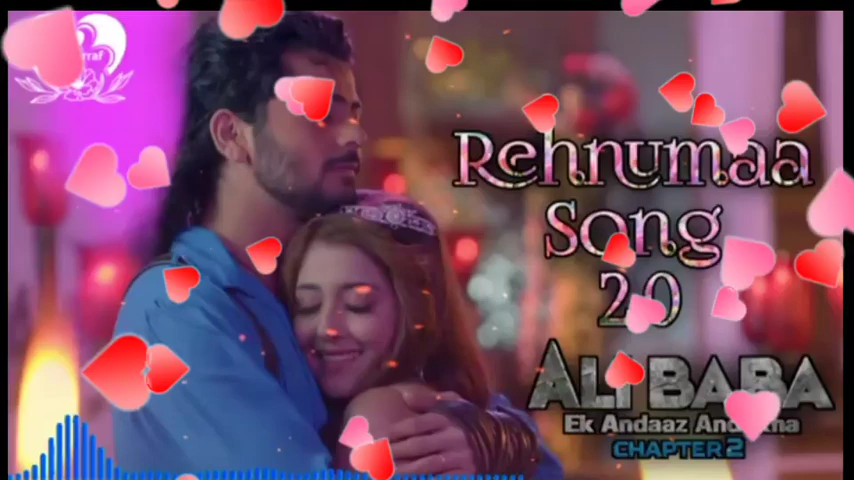 Rehnumaa
Song
2.0
ALI BABA
Ek Andaaz
CHAPTER 2